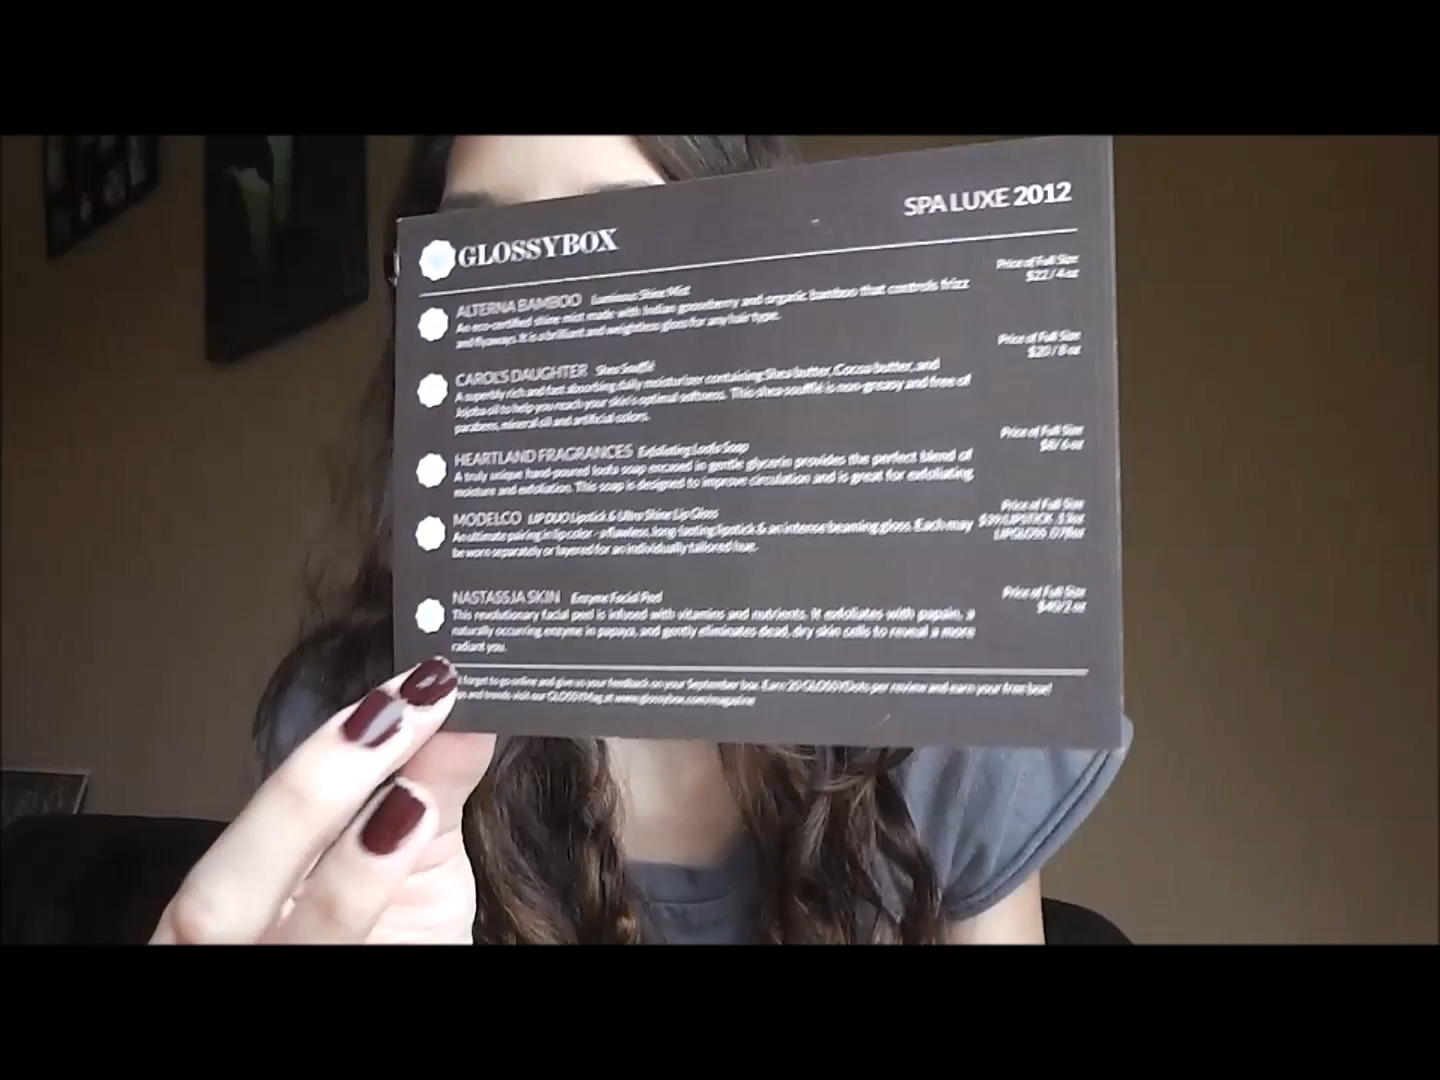 SPA LUXE 2012
GLOSSYBOX
Price of Full Size
$22 / 4 oz
ALTERNA BAMBOO Luminous Shine Mist
An eco-certified shine mist made with Indian gooseberry and organic bamboo that controls frizz
and flyaways. It is a brilliant and weightless gloss for any hair type.
Price of Full Size
$20 / 8 oz
CAROL'S DAUGHTER Shea Soufflé
A superbly rich and fast absorbing daily moisturizer containing Shea butter, Cocoa butter, and
Jojoba oil to help you reach your skin's optimal softness. This shea soufflé is non-greasy and free of
parabens, mineral oil and artificial colors.
Price of Full Size
$8/ 6 oz
HEARTLAND FRAGRANCES Exfoliating Loofa Soap
A truly unique hand-poured loofa soap encased in gentle glycerin provides the perfect blend of
moisture and exfoliation. This soap is designed to improve circulation and is great for exfoliating.
Price of Full Size
MODELCO LIP DUO Lipstick & Ultra Shine Lip Gloss
LIPSTICK
An ultimate pairing in lip color - a flawless, long-lasting lipstick & an intense beaming gloss. Each may
LIPGLOSS
be worn separately or layered for an individually tailored hue.
Price of Full Size
NASTASSJA SKIN Enzyme Facial Peel
This revolutionary facial peel is infused with vitamins and nutrients. It exfoliates with papain, a
naturally occurring enzyme in papaya, and gently eliminates dead, dry skin cells to reveal a more
radiant you.
forget to go online and give us your feedback on your September box. Earn 20 GLOSSYDots per review and earn your free box!
and trends visit our GLOSSYMag at www.glossybox.com/magazine